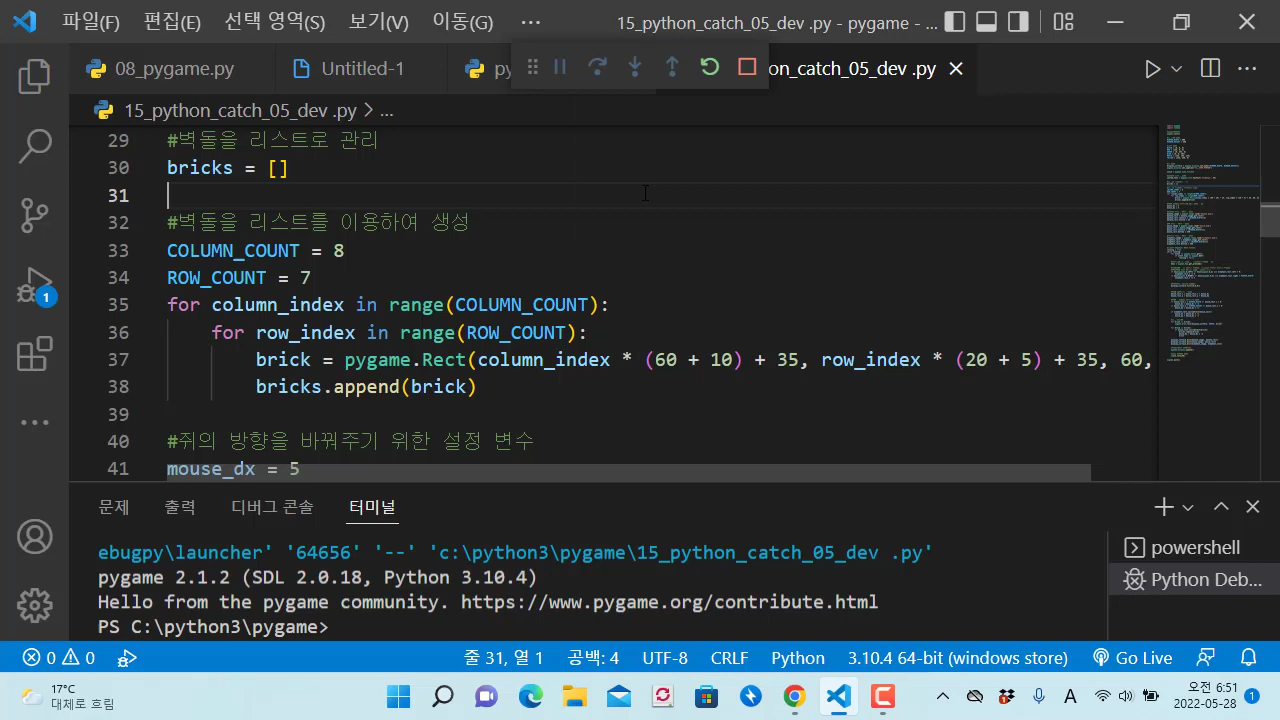 파일(F) 편집(E) 선택 영역(S) 보기(V) 이동(G) ··· 15_python_catch_05_dev .py - pygame - ...
08_pygame.py Untitled-1 py on_catch_05_dev .py
15_python_catch_05_dev .py > ...
29 #벽돌을 리스트로 관리
30 bricks = []
31
32 #벽돌을 리스트를 이용하여 생성
33 COLUMN_COUNT = 8
34 ROW_COUNT = 7
35 for column_index in range(COLUMN_COUNT):
36 for row_index in range(ROW_COUNT):
37 brick = pygame.Rect(column_index * (60 + 10) + 35, row_index * (20 + 5) + 35, 60,
38 bricks.append(brick)
39
40 #쥐의 방향을 바꿔주기 위한 설정 변수
41 mouse_dx = 5
1
문제 출력 디버그 콘솔 터미널
ebugpy\launcher' '64656' '--' 'c:\python3\pygame\15_python_catch_05_dev .py'
pygame 2.1.2 (SDL 2.0.18, Python 3.10.4)
Hello from the pygame community. https://www.pygame.org/contribute.html
PS C:\python3\pygame>
powershell
Python Deb...
0 0 줄 31, 열 1 공백: 4 UTF-8 CRLF Python 3.10.4 64-bit (windows store) Go Live
17°C
대체로 흐림
A
오전 6:51
2022-05-28
1